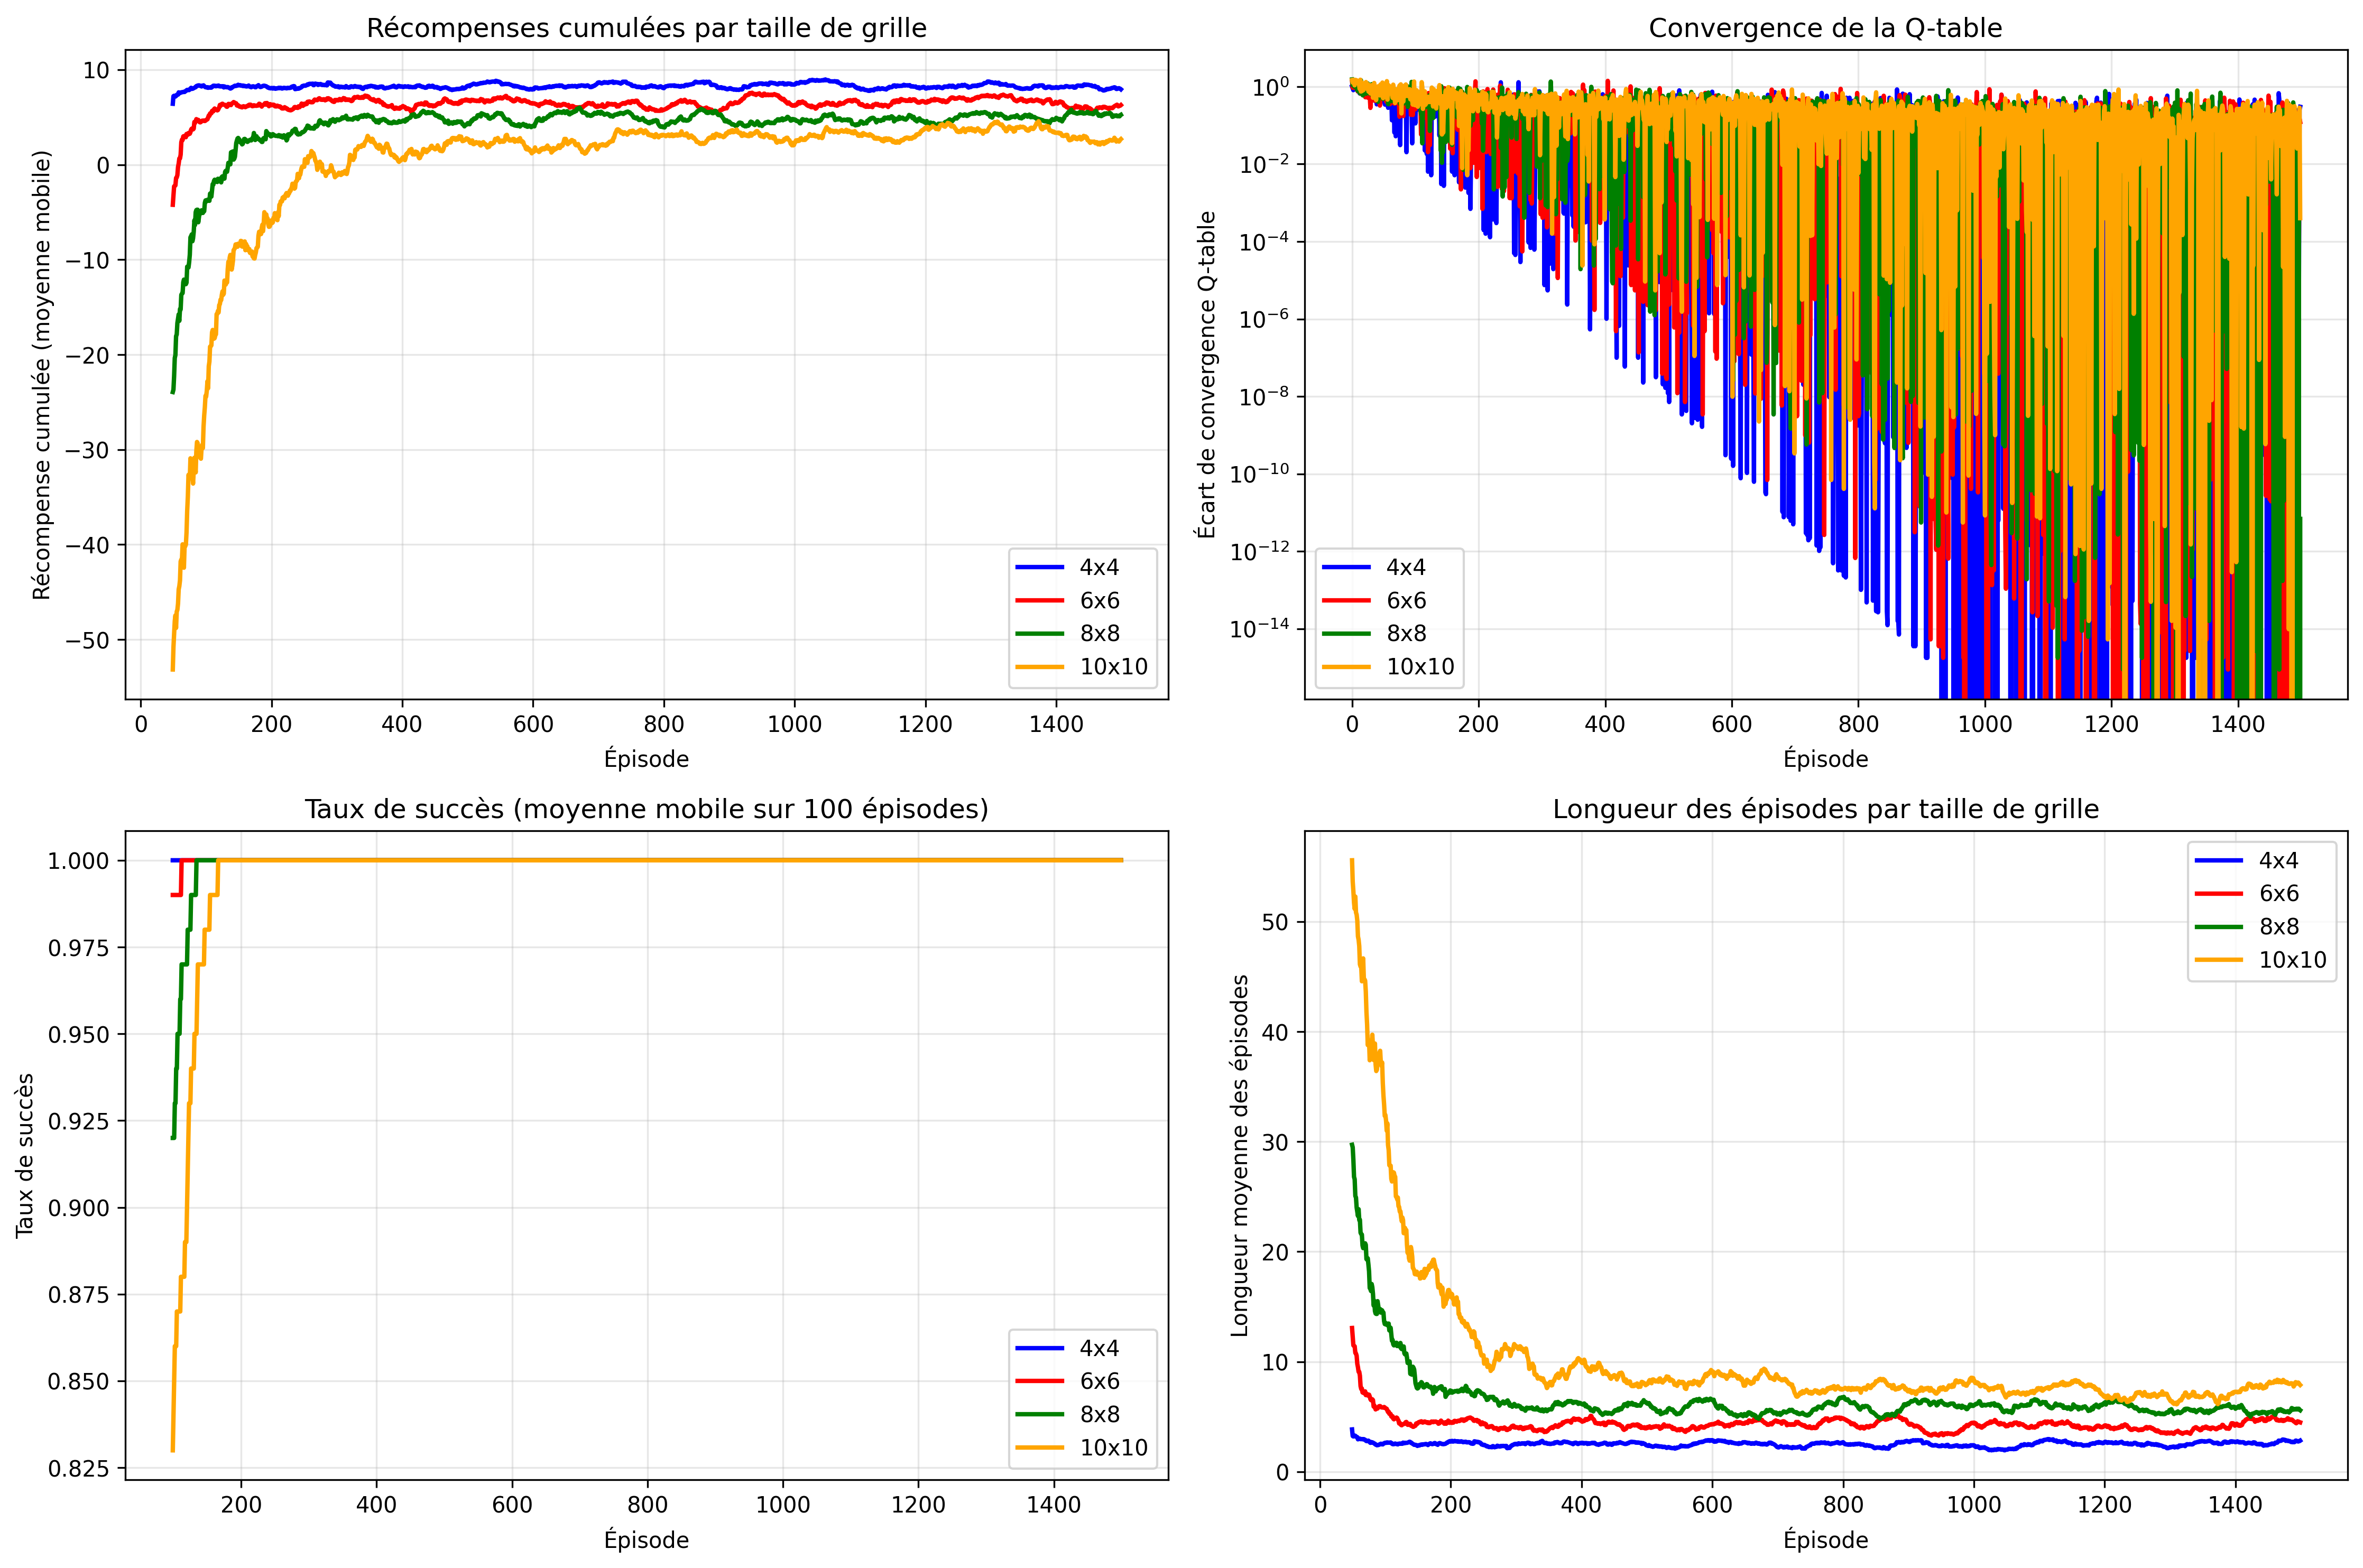 Récompenses cumulées par taille de grille
Récompense cumulée (moyenne mobile)
10
0
−10
−20
−30
−40
−50
0 200 400 600 800 1000 1200 1400
Épisode
4x4
6x6
8x8
10x10
Convergence de la Q-table
Écart de convergence Q-table
10⁰
10⁻²
10⁻⁴
10⁻⁶
10⁻⁸
10⁻¹⁰
10⁻¹²
10⁻¹⁴
0 200 400 600 800 1000 1200 1400
Épisode
4x4
6x6
8x8
10x10
Taux de succès (moyenne mobile sur 100 épisodes)
Taux de succès
1.000
0.975
0.950
0.925
0.900
0.875
0.850
0.825
200 400 600 800 1000 1200 1400
Épisode
4x4
6x6
8x8
10x10
Longueur des épisodes par taille de grille
Longueur moyenne des épisodes
50
40
30
20
10
0
0 200 400 600 800 1000 1200 1400
Épisode
4x4
6x6
8x8
10x10